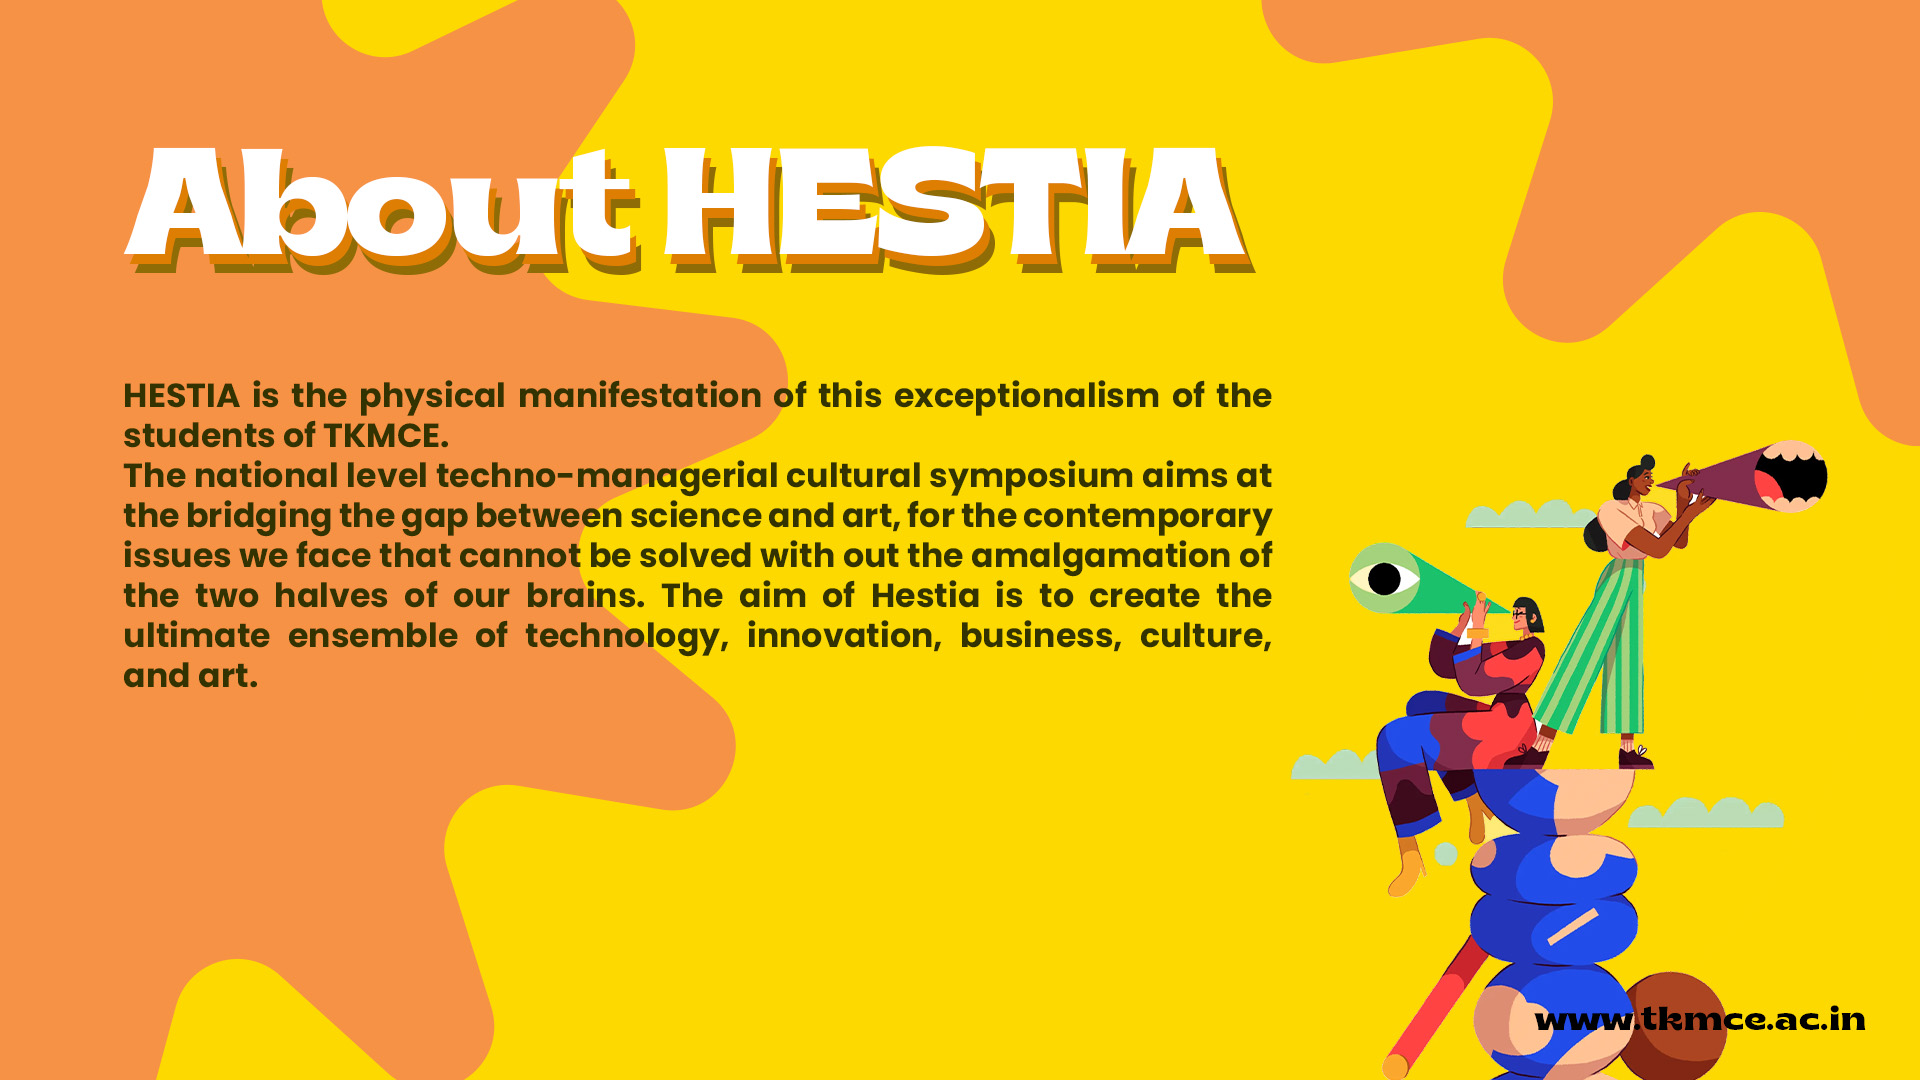 About HESTIA
HESTIA is the physical manifestation of this exceptionalism of the
students of TKMCE.
The national level techno-managerial cultural symposium aims at
the bridging the gap between science and art, for the contemporary
issues we face that cannot be solved with out the amalgamation of
the two halves of our brains. The aim of Hestia is to create the
ultimate ensemble of technology, innovation, business, culture,
and art.
www.tkmce.ac.in